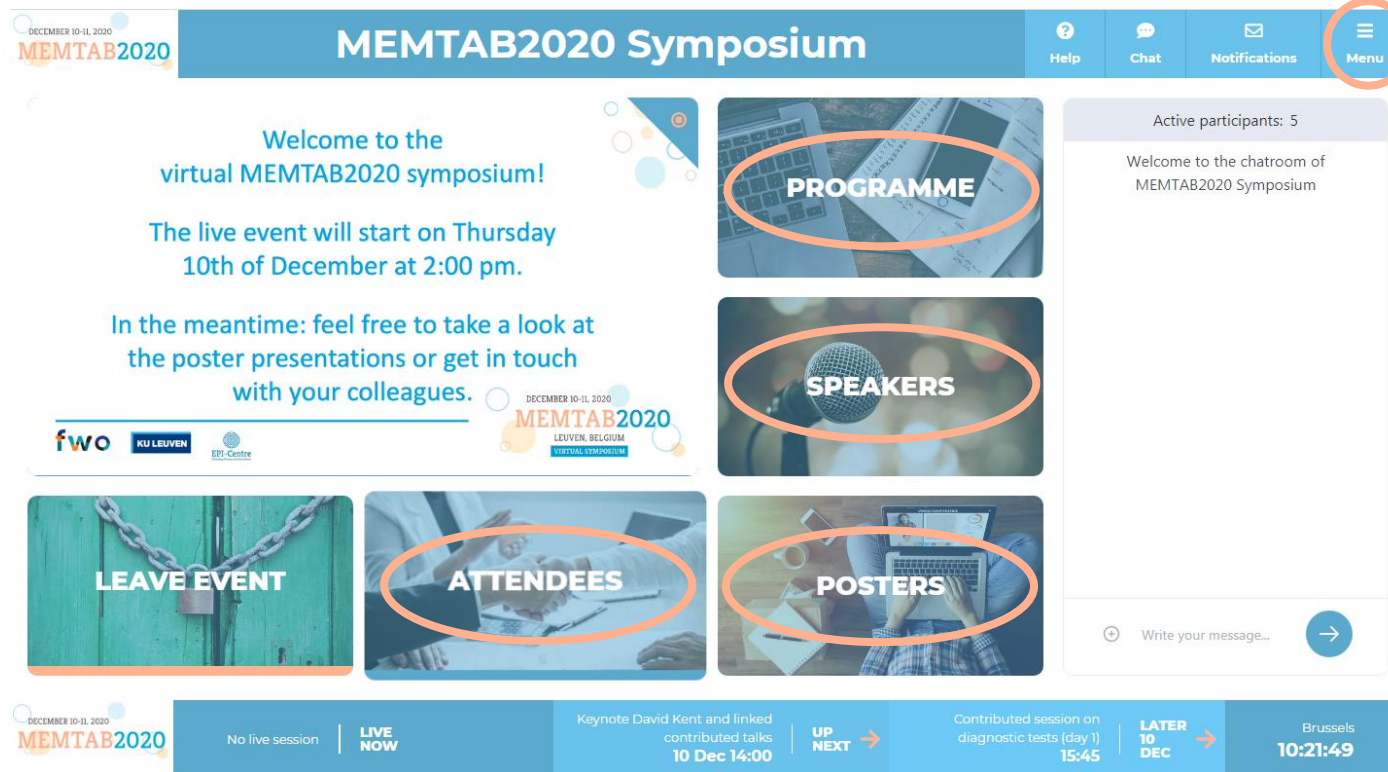 DECEMBER 10-11, 2020
MEMTAB2020
MEMTAB2020 Symposium
Help
Chat
Notifications
Menu
Welcome to the
virtual MEMTAB2020 symposium!
The live event will start on Thursday
10th of December at 2:00 pm.
In the meantime: feel free to take a look at
the poster presentations or get in touch
with your colleagues.
DECEMBER 10-11, 2020
MEMTAB2020
LEUVEN, BELGIUM
VIRTUAL SYMPOSIUM
fwo
KU LEUVEN
EPI-Centre
PROGRAMME
SPEAKERS
LEAVE EVENT
ATTENDEES
POSTERS
Active participants: 5
Welcome to the chatroom of
MEMTAB2020 Symposium
Write your message...
DECEMBER 10-11, 2020
MEMTAB2020
No live session
LIVE
NOW
Keynote David Kent and linked
contributed talks
10 Dec 14:00
UP
NEXT
Contributed session on
diagnostic tests (day 1)
15:45
LATER
10
DEC
Brussels
10:21:49